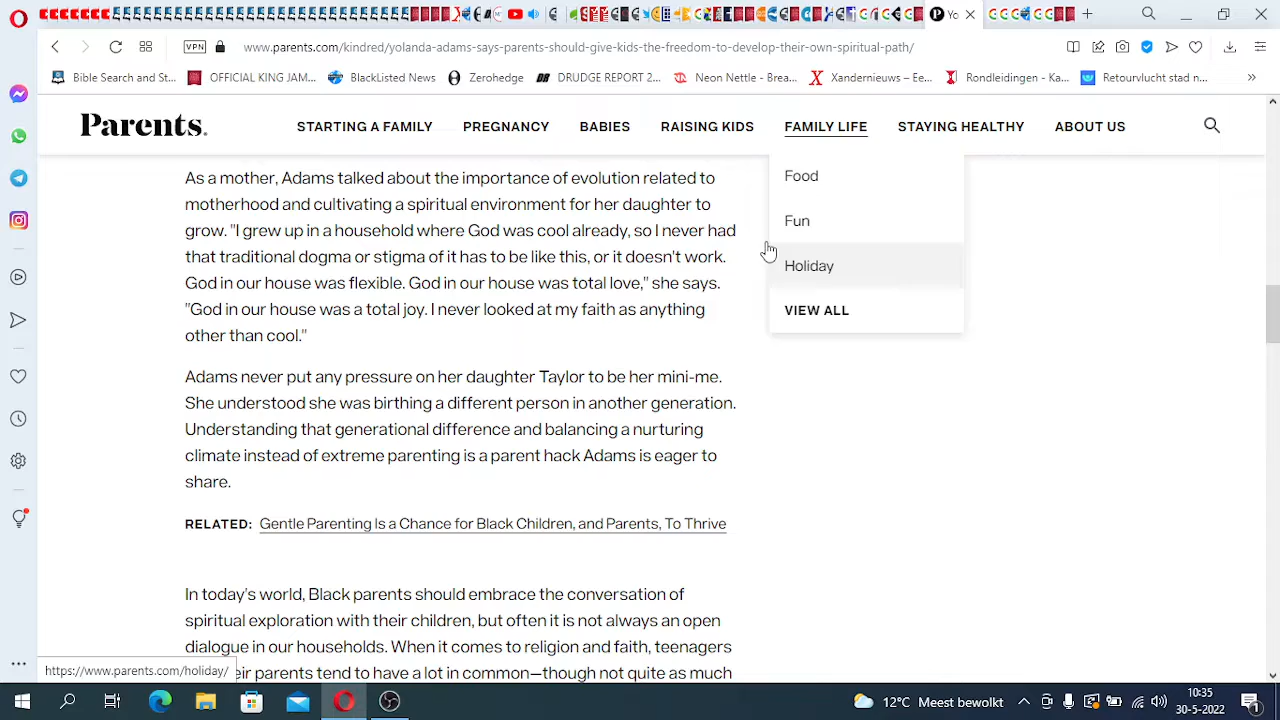 Yo
VPN
www.parents.com/kindred/yolanda-adams-says-parents-should-give-kids-the-freedom-to-develop-their-own-spiritual-path/
Bible Search and St...
OFFICIAL KING JAM...
BlackListed News
Zerohedge
DRUDGE REPORT 2...
Neon Nettle - Brea...
Xandernieuws – Ee...
Rondleidingen - Ka...
Retourvlucht stad n...
Parents.
STARTING A FAMILY
PREGNANCY
BABIES
RAISING KIDS
FAMILY LIFE
STAYING HEALTHY
ABOUT US
Food
Fun
Holiday
VIEW ALL
As a mother, Adams talked about the importance of evolution related to
motherhood and cultivating a spiritual environment for her daughter to
grow. "I grew up in a household where God was cool already, so I never had
that traditional dogma or stigma of it has to be like this, or it doesn't work.
God in our house was flexible. God in our house was total love," she says.
"God in our house was a total joy. I never looked at my faith as anything
other than cool."
Adams never put any pressure on her daughter Taylor to be her mini-me.
She understood she was birthing a different person in another generation.
Understanding that generational difference and balancing a nurturing
climate instead of extreme parenting is a parent hack Adams is eager to
share.
RELATED: Gentle Parenting Is a Chance for Black Children, and Parents, To Thrive
In today's world, Black parents should embrace the conversation of
spiritual exploration with their children, but often it is not always an open
dialogue in our households. When it comes to religion and faith, teenagers
eir parents tend to have a lot in common—though not quite as much
https://www.parents.com/holiday/
12°C Meest bewolkt
10:35
30-5-2022
1